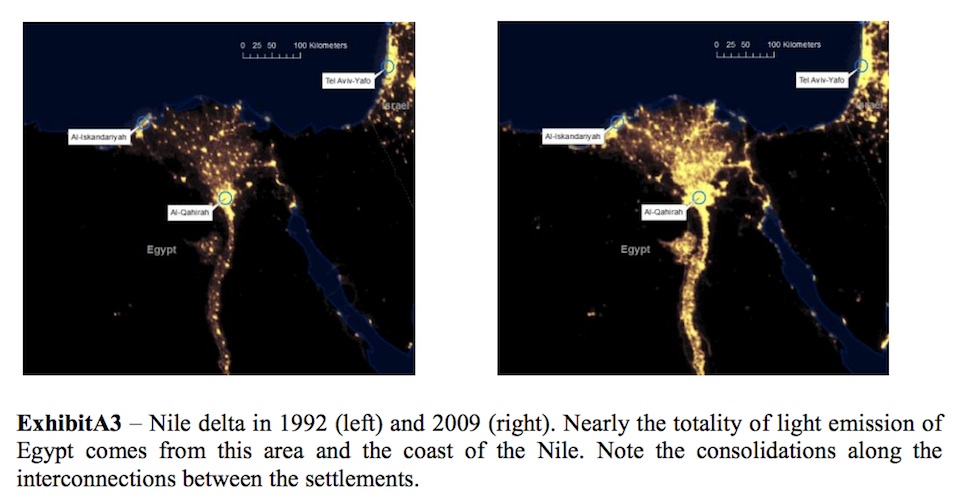 0 25 50 100 Kilometers
Tel Aviv-Yafo
Israel
Al-Iskandariyah
Al-Qahirah
Egypt
0 25 50 100 Kilometers
Tel Aviv-Yafo
Israel
Al-Iskandariyah
Al-Qahirah
Egypt
ExhibitA3 – Nile delta in 1992 (left) and 2009 (right). Nearly the totality of light emission of
Egypt comes from this area and the coast of the Nile. Note the consolidations along the
interconnections between the settlements.